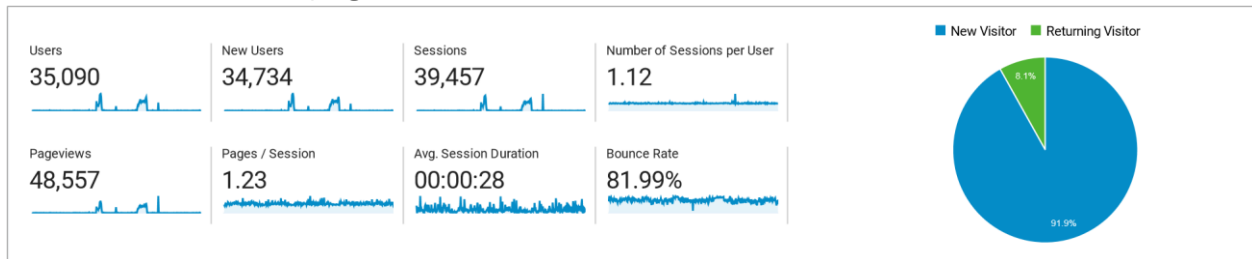 Users
35,090
New Users
34,734
Sessions
39,457
Number of Sessions per User
1.12
Pageviews
48,557
Pages / Session
1.23
Avg. Session Duration
00:00:28
Bounce Rate
81.99%
New Visitor
Returning Visitor
8.1%
91.9%